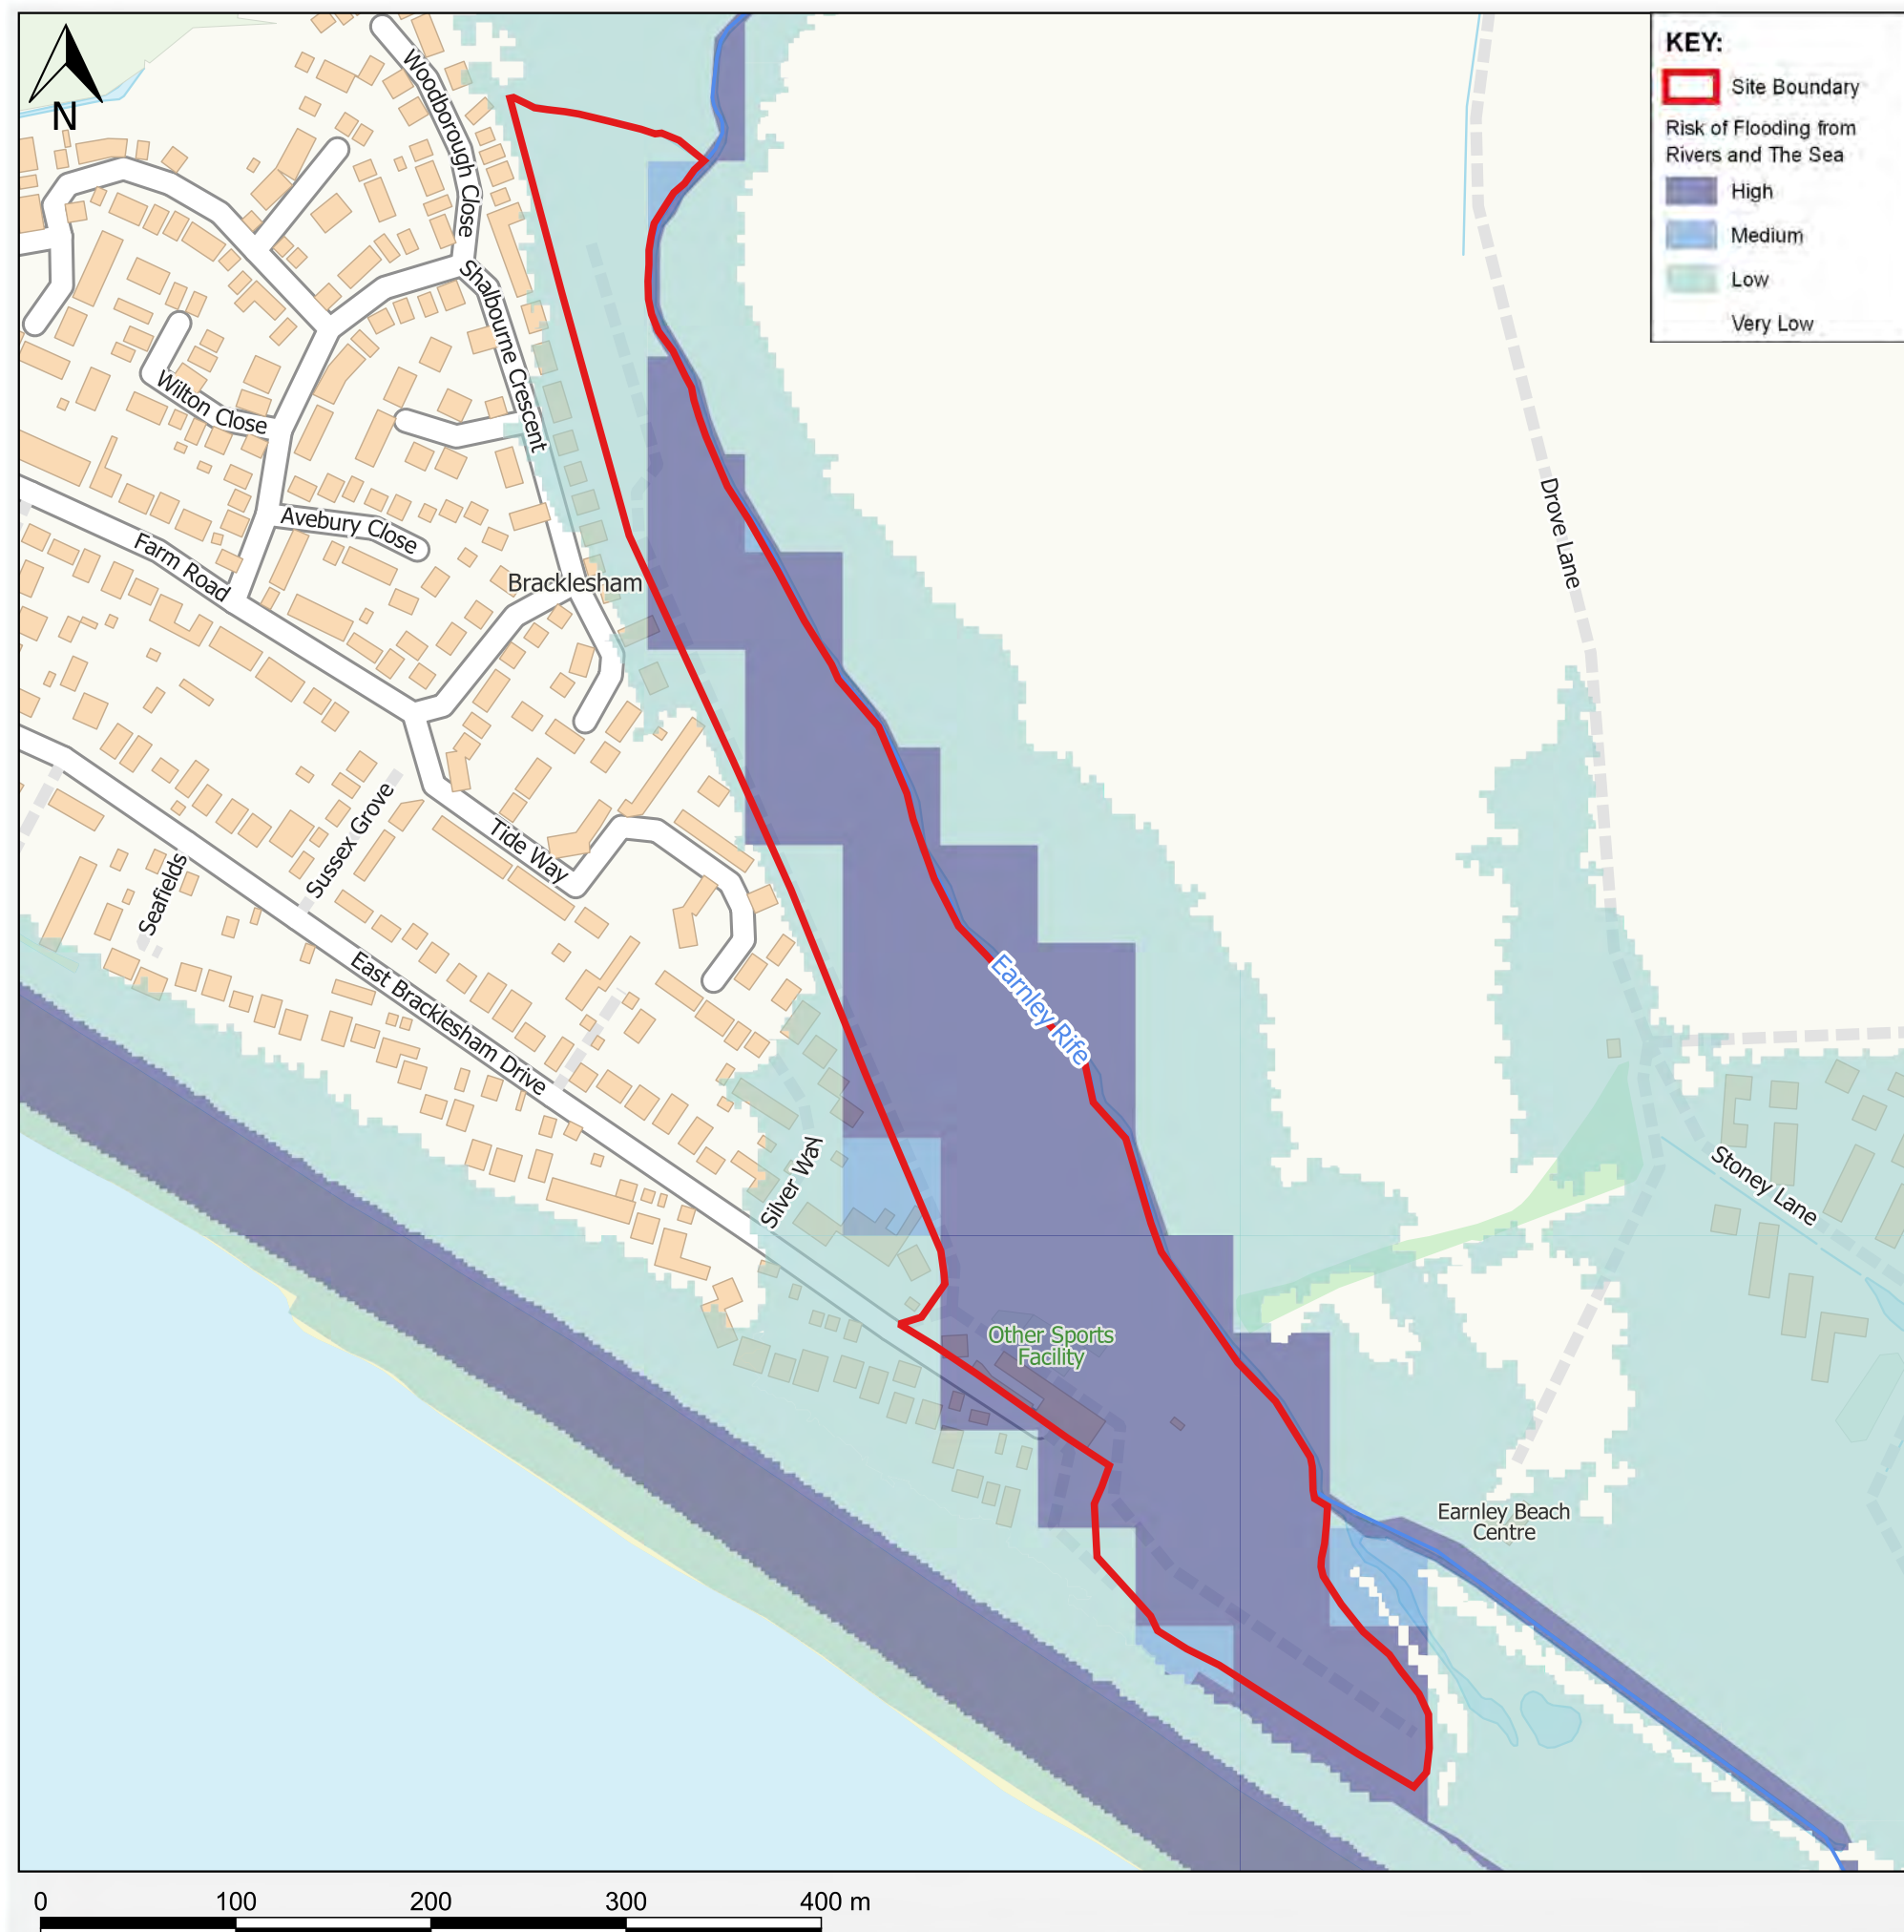 N
KEY:
Site Boundary
Risk of Flooding from
Rivers and The Sea
High
Medium
Low
Very Low
Woodborough Close
Shalbourne Crescent
Wilton Close
Avebury Close
Farm Road
Bracklesham
Drove Lane
Tide Way
Sussex Grove
Seafields
East Bracklesham Drive
Earnley Rife
Silver Way
Stoney Lane
Other Sports
Facility
Earnley Beach
Centre
0 100 200 300 400 m